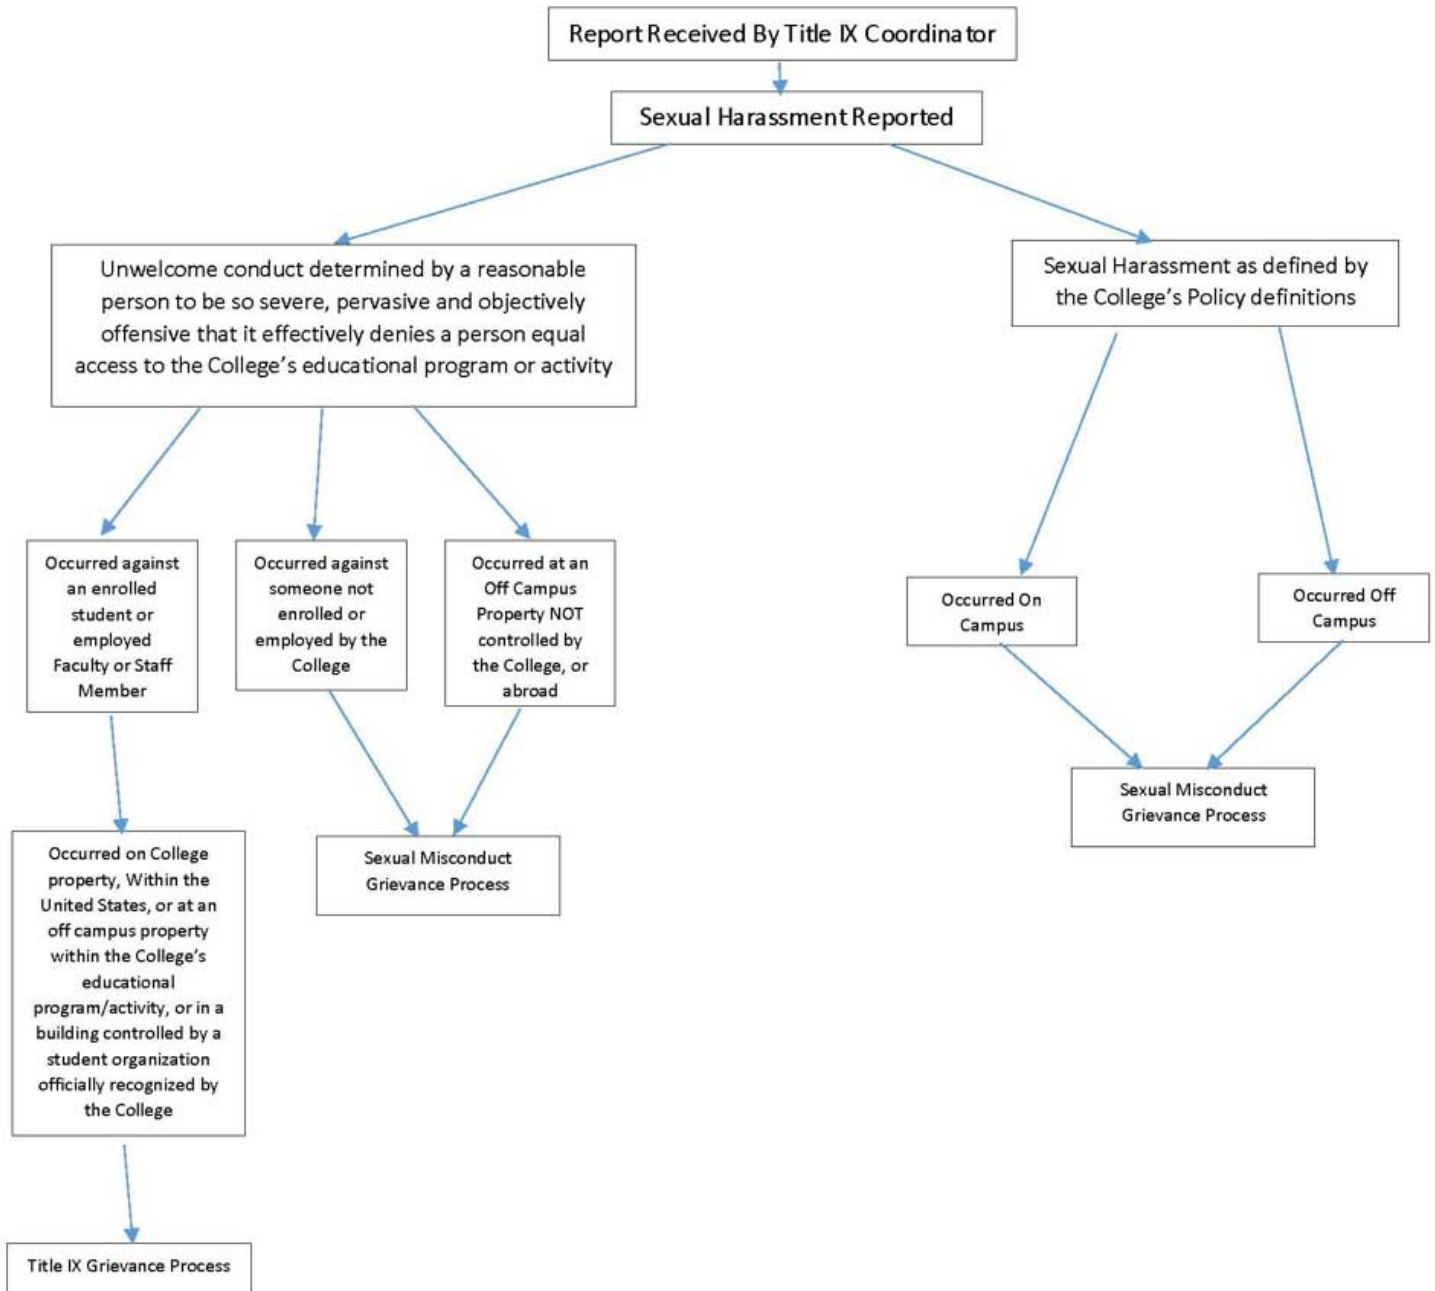 Report Received By Title IX Coordinator
Sexual Harassment Reported
Unwelcome conduct determined by a reasonable
person to be so severe, pervasive and objectively
offensive that it effectively denies a person equal
access to the College's educational program or activity
Sexual Harassment as defined by
the College's Policy definitions
Occurred against
an enrolled
student or
employed
Faculty or Staff
Member
Occurred against
someone not
enrolled or
employed by the
College
Occurred at an
Off Campus
Property NOT
controlled by
the College, or
abroad
Occurred On
Campus
Occurred Off
Campus
Occurred on College
property, Within the
United States, or at an
off campus property
within the College's
educational
program/activity, or in a
building controlled by a
student organization
officially recognized by
the College
Sexual Misconduct
Grievance Process
Sexual Misconduct
Grievance Process
Title IX Grievance Process